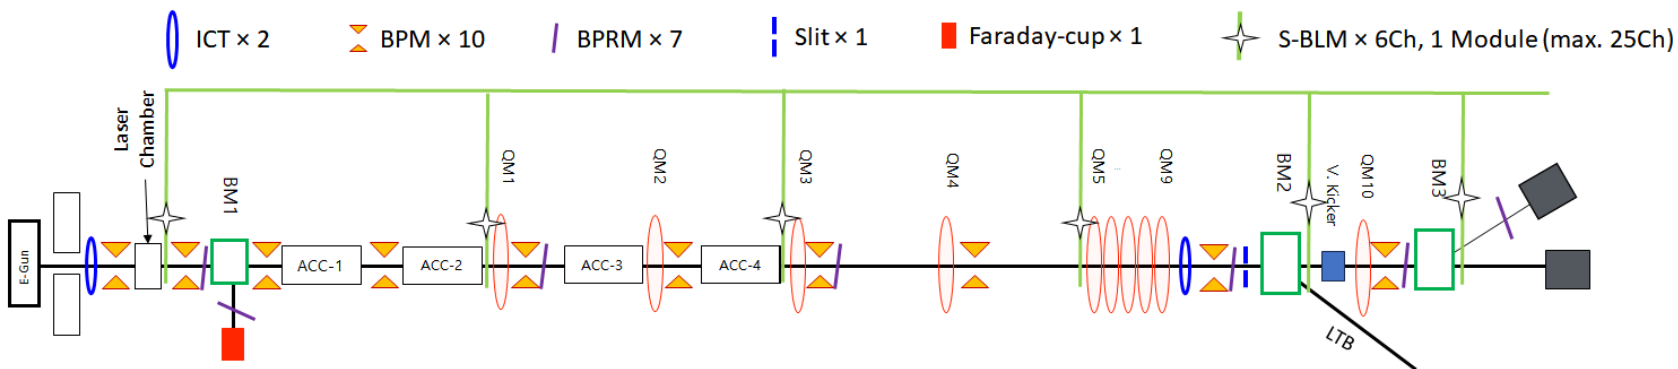 ICT × 2
BPM × 10
BPRM × 7
Slit × 1
Faraday-cup × 1
S-BLM × 6Ch, 1 Module (max. 25Ch)
Laser
Chamber
E-Gun
BM1
ACC-1
ACC-2
QM1
ACC-3
QM2
ACC-4
QM3
QM4
QM5
...
QM9
BM2
V. Kicker
QM10
BM3
LTB